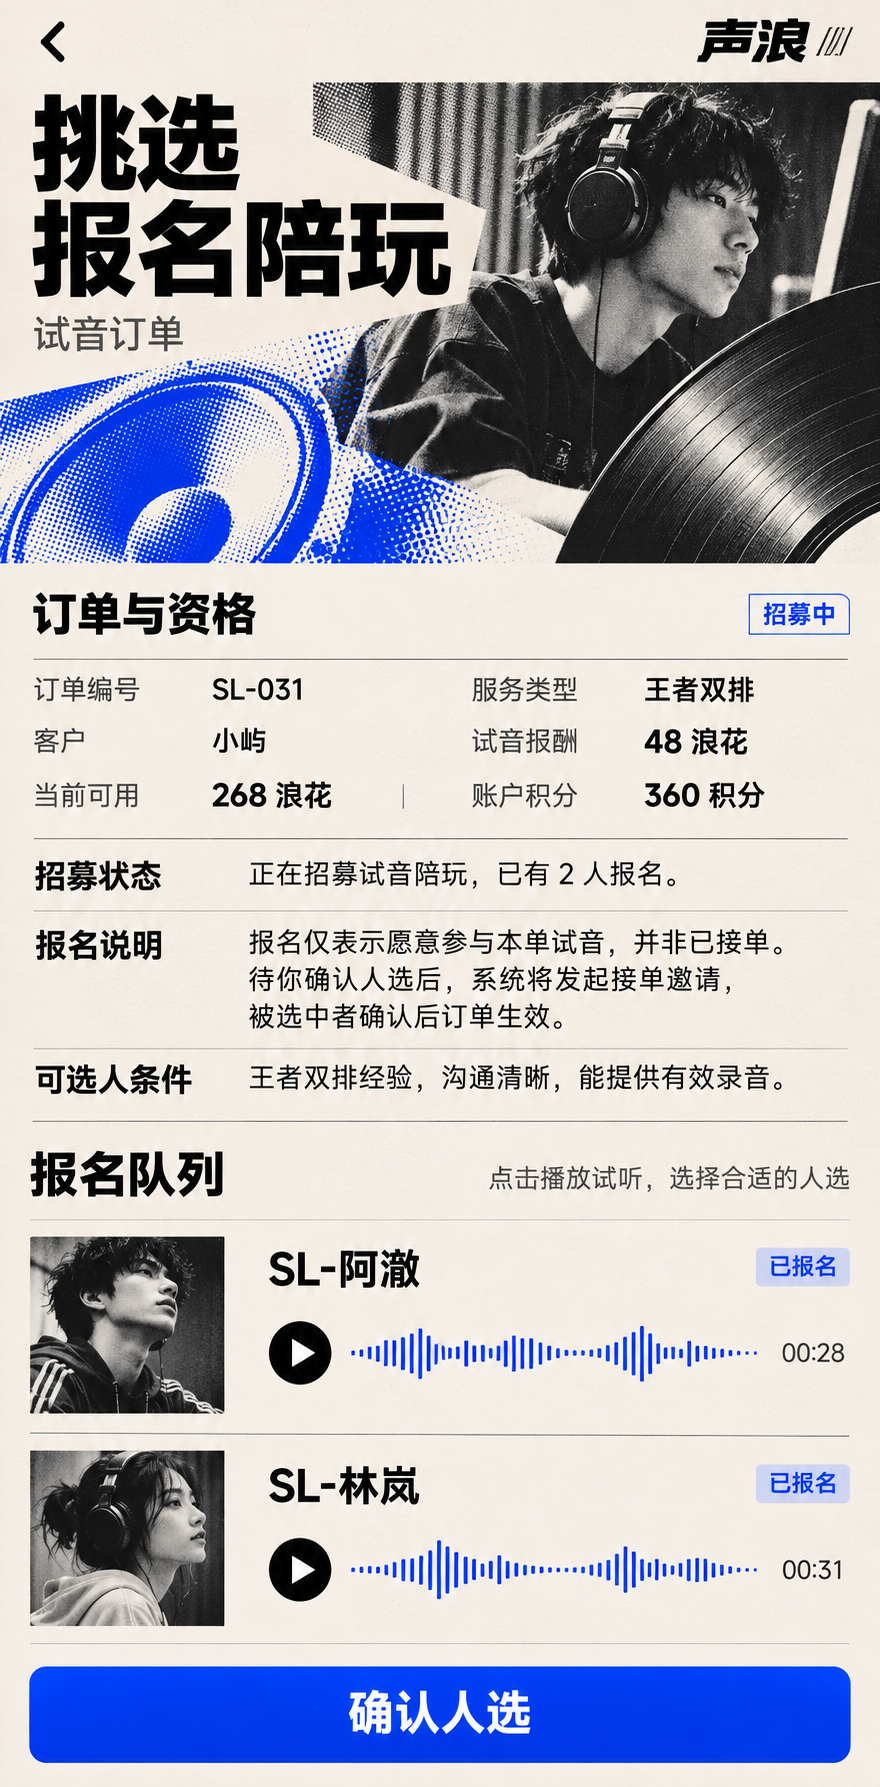 声浪
挑选
报名陪玩
试音订单
订单与资格
招募中
订单编号 SL-031 服务类型 王者双排
客户 小屿 试音报酬 48 浪花
当前可用 268 浪花 账户积分 360 积分
招募状态 正在招募试音陪玩，已有 2 人报名。
报名说明 报名仅表示愿意参与本单试音，并非已接单。
待你确认人选后，系统将发起接单邀请，
被选中者确认后订单生效。
可选人条件 王者双排经验，沟通清晰，能提供有效录音。
报名队列 点击播放试听，选择合适的人选
SL-阿澈
已报名
00:28
SL-林岚
已报名
00:31
确认人选